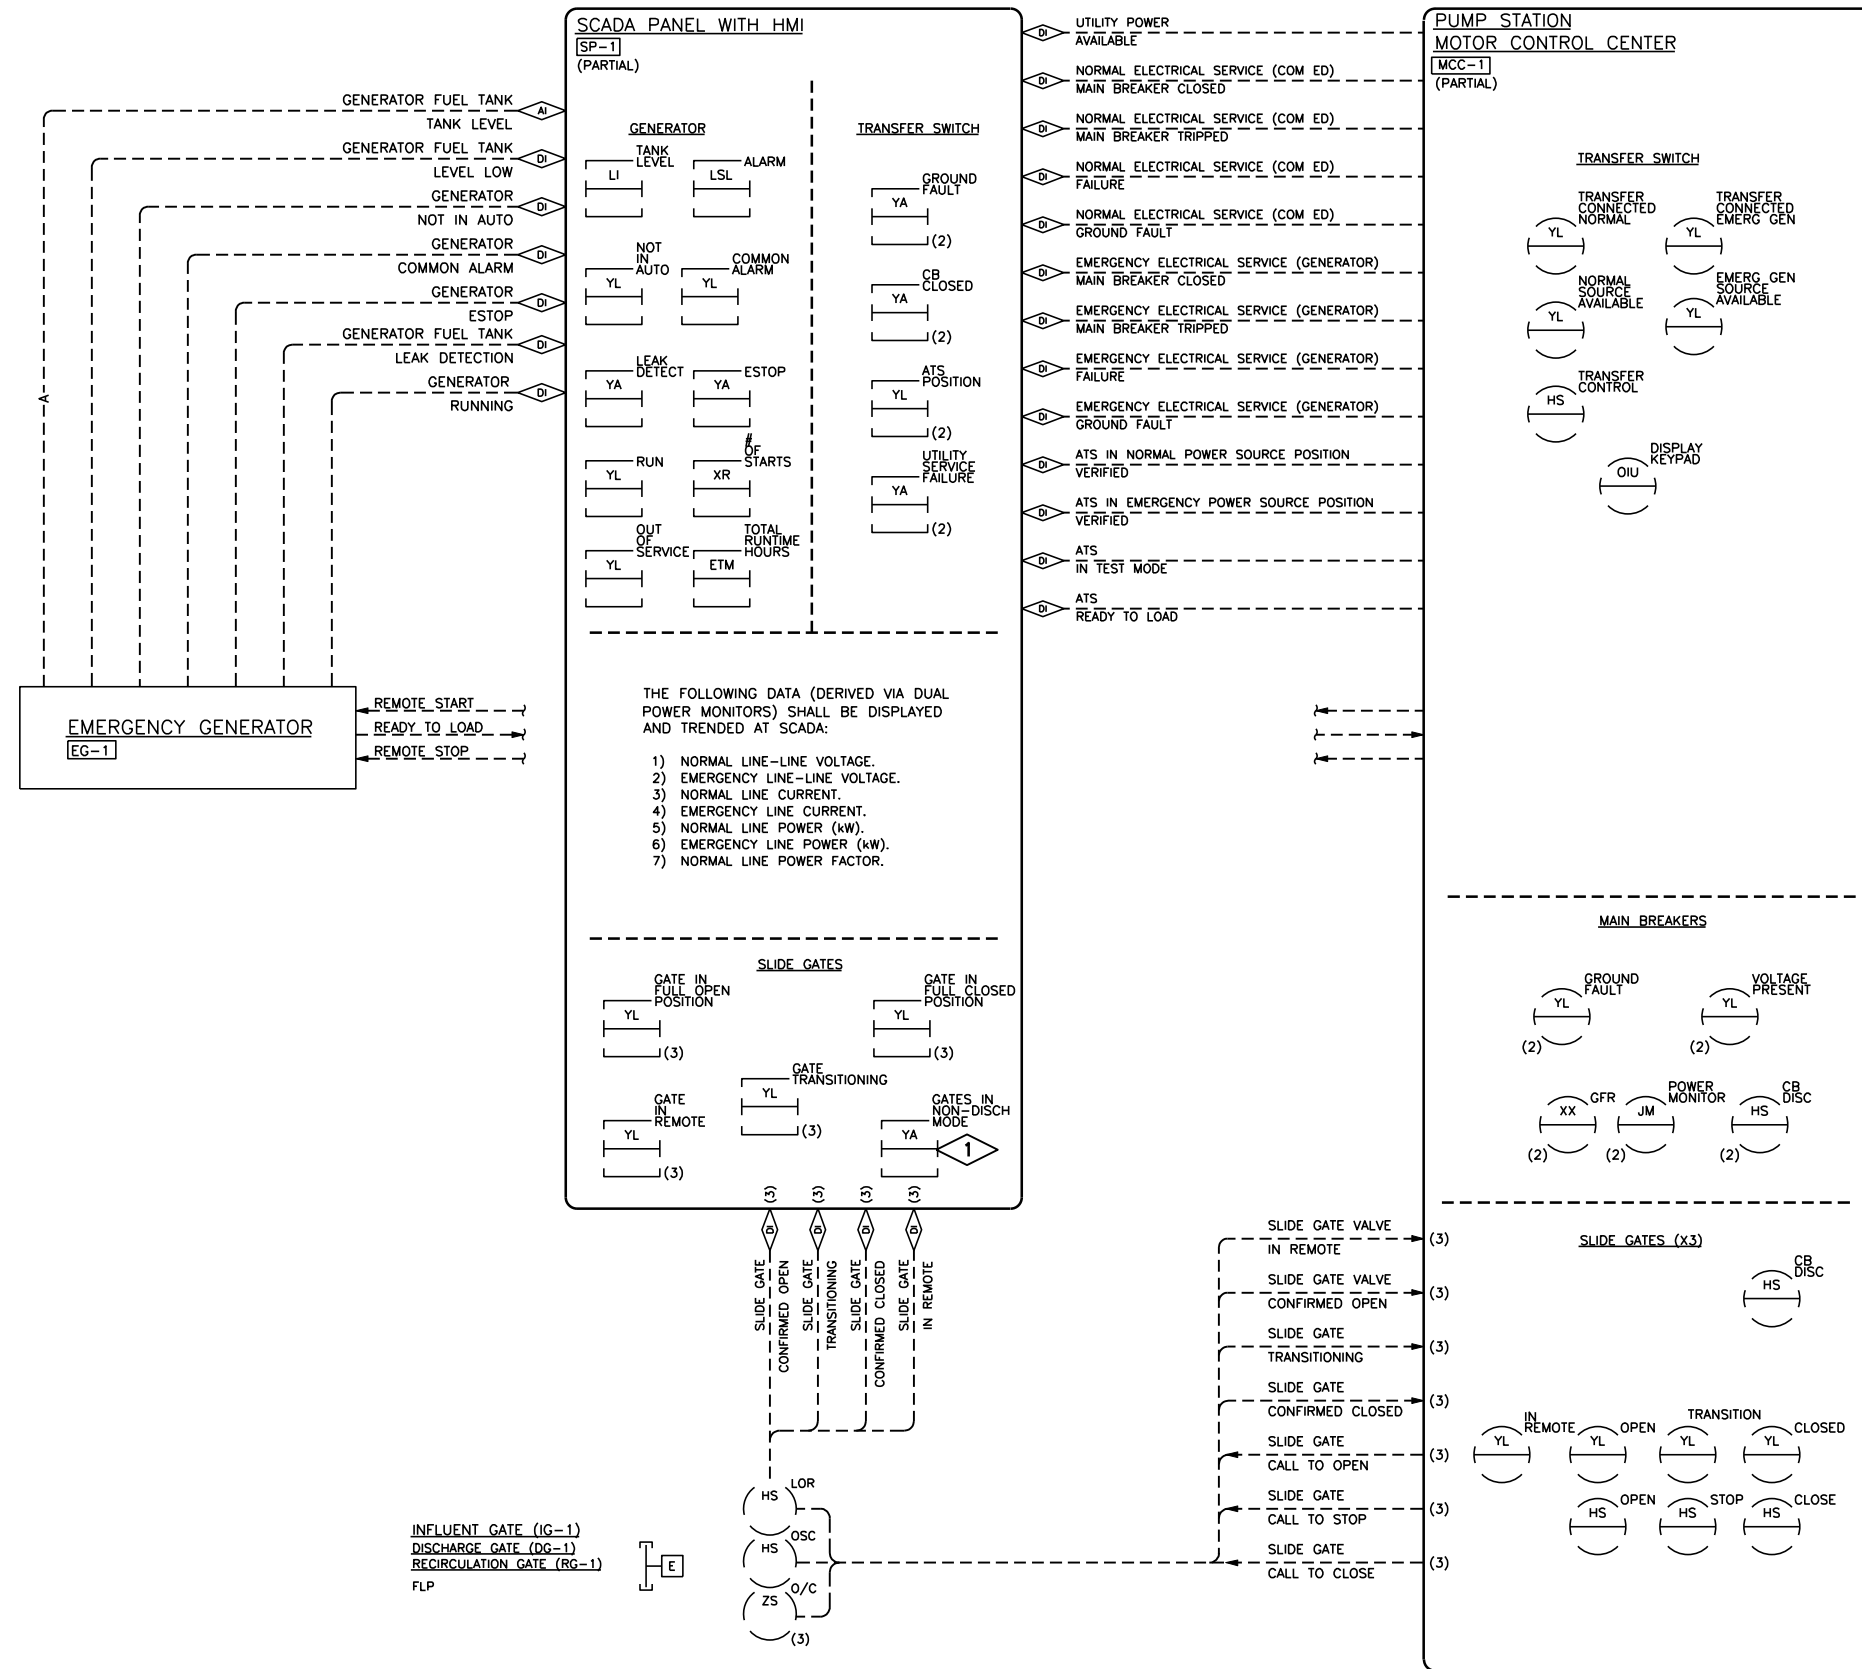 SCADA PANEL WITH HMI
SP-1
(PARTIAL)
GENERATOR FUEL TANK
TANK LEVEL
AI
GENERATOR FUEL TANK
LEVEL LOW
DI
GENERATOR
NOT IN AUTO
DI
GENERATOR
COMMON ALARM
DI
GENERATOR
ESTOP
DI
GENERATOR FUEL TANK
LEAK DETECTION
DI
GENERATOR
RUNNING
DI
A
EMERGENCY GENERATOR
EG-1
REMOTE START
READY TO LOAD
REMOTE STOP
GENERATOR
TANK
LEVEL
LI
ALARM
LSL
NOT
IN
AUTO
YL
COMMON
ALARM
YL
LEAK
DETECT
YA
ESTOP
YA
RUN
YL
#
OF
STARTS
XR
OUT
OF
SERVICE
YL
TOTAL
RUNTIME
HOURS
ETM
TRANSFER SWITCH
GROUND
FAULT
YA
(2)
CB
CLOSED
YA
(2)
ATS
POSITION
YL
(2)
UTILITY
SERVICE
FAILURE
YA
(2)
THE FOLLOWING DATA (DERIVED VIA DUAL
POWER MONITORS) SHALL BE DISPLAYED
AND TRENDED AT SCADA:
1) NORMAL LINE-LINE VOLTAGE.
2) EMERGENCY LINE-LINE VOLTAGE.
3) NORMAL LINE CURRENT.
4) EMERGENCY LINE CURRENT.
5) NORMAL LINE POWER (kW).
6) EMERGENCY LINE POWER (kW).
7) NORMAL LINE POWER FACTOR.
SLIDE GATES
GATE IN
FULL OPEN
POSITION
YL
(3)
GATE IN
FULL CLOSED
POSITION
YL
(3)
GATE
TRANSITIONING
YL
(3)
GATE
IN
REMOTE
YL
(3)
GATES IN
NON-DISCH
MODE
YA
1
(3)
(3)
(3)
(3)
DI
DI
DI
DI
SLIDE GATE
CONFIRMED OPEN
SLIDE GATE
TRANSITIONING
SLIDE GATE
CONFIRMED CLOSED
SLIDE GATE
IN REMOTE
DI
UTILITY POWER
AVAILABLE
DI
NORMAL ELECTRICAL SERVICE (COM ED)
MAIN BREAKER CLOSED
DI
NORMAL ELECTRICAL SERVICE (COM ED)
MAIN BREAKER TRIPPED
DI
NORMAL ELECTRICAL SERVICE (COM ED)
FAILURE
DI
NORMAL ELECTRICAL SERVICE (COM ED)
GROUND FAULT
DI
EMERGENCY ELECTRICAL SERVICE (GENERATOR)
MAIN BREAKER CLOSED
DI
EMERGENCY ELECTRICAL SERVICE (GENERATOR)
MAIN BREAKER TRIPPED
DI
EMERGENCY ELECTRICAL SERVICE (GENERATOR)
FAILURE
DI
EMERGENCY ELECTRICAL SERVICE (GENERATOR)
GROUND FAULT
DI
ATS IN NORMAL POWER SOURCE POSITION
VERIFIED
DI
ATS IN EMERGENCY POWER SOURCE POSITION
VERIFIED
DI
ATS
IN TEST MODE
DI
ATS
READY TO LOAD
PUMP STATION
MOTOR CONTROL CENTER
MCC-1
(PARTIAL)
TRANSFER SWITCH
TRANSFER
CONNECTED
NORMAL
YL
TRANSFER
CONNECTED
EMERG GEN
YL
NORMAL
SOURCE
AVAILABLE
YL
EMERG GEN
SOURCE
AVAILABLE
YL
TRANSFER
CONTROL
HS
DISPLAY
KEYPAD
OIU
MAIN BREAKERS
GROUND
FAULT
YL
(2)
VOLTAGE
PRESENT
YL
(2)
GFR
XX
(2)
POWER
MONITOR
JM
(2)
CB
DISC
HS
(2)
SLIDE GATES (X3)
CB
DISC
HS
SLIDE GATE VALVE
IN REMOTE
(3)
SLIDE GATE VALVE
CONFIRMED OPEN
(3)
SLIDE GATE
TRANSITIONING
(3)
SLIDE GATE
CONFIRMED CLOSED
(3)
SLIDE GATE
CALL TO OPEN
(3)
SLIDE GATE
CALL TO STOP
(3)
SLIDE GATE
CALL TO CLOSE
(3)
IN
REMOTE
YL
OPEN
YL
TRANSITION
YL
CLOSED
YL
OPEN
HS
STOP
HS
CLOSE
HS
INFLUENT GATE (IG-1)
DISCHARGE GATE (DG-1)
RECIRCULATION GATE (RG-1)
FLP
E
LOR
HS
OSC
HS
O/C
ZS
(3)